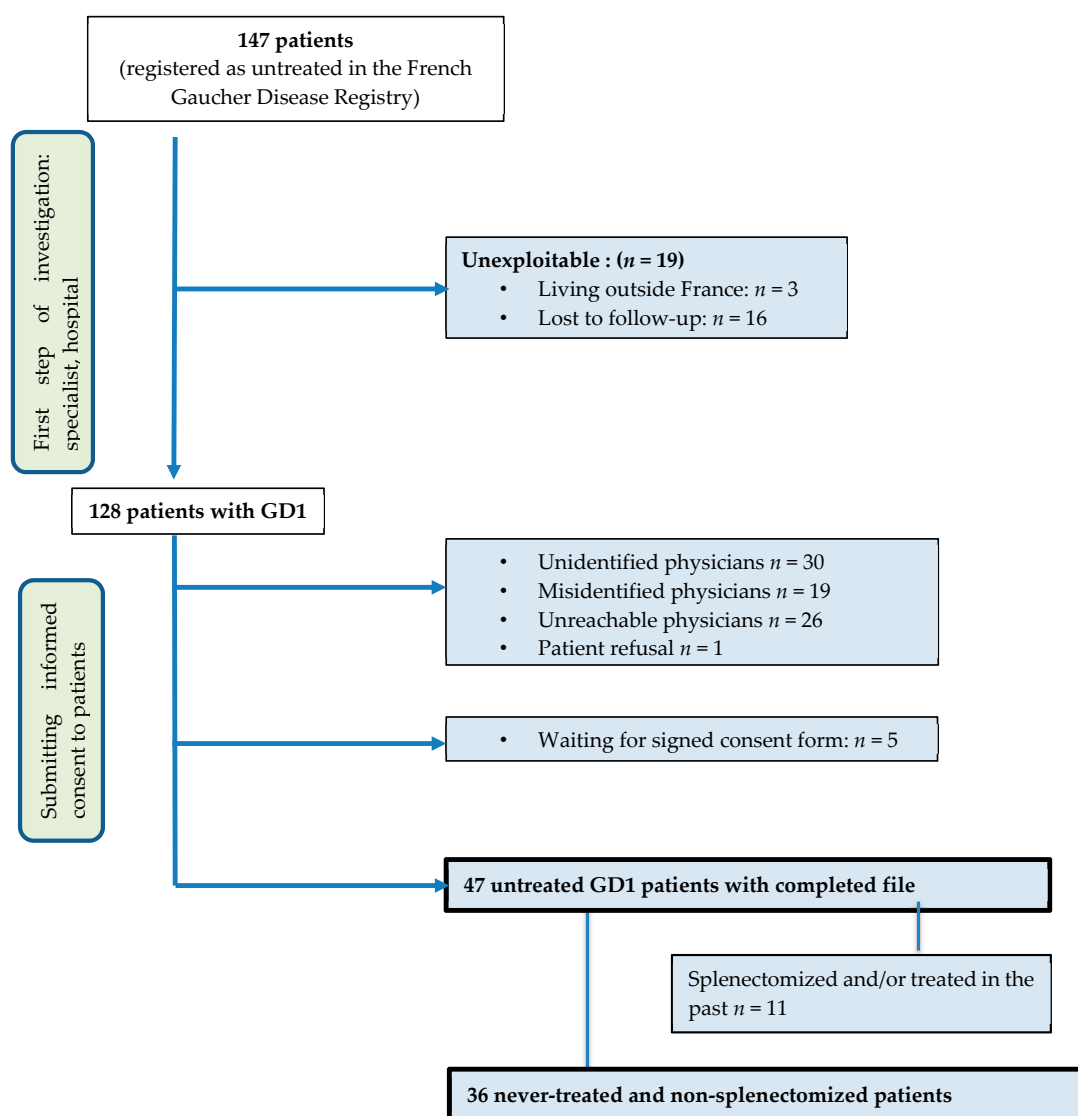 147 patients
(registered as untreated in the French
Gaucher Disease Registry)
First step of investigation:
specialist, hospital
Unexploitable : (n = 19)
• Living outside France: n = 3
• Lost to follow-up: n = 16
128 patients with GD1
Submitting informed
consent to patients
• Unidentified physicians n = 30
• Misidentified physicians n = 19
• Unreachable physicians n = 26
• Patient refusal n = 1
• Waiting for signed consent form: n = 5
47 untreated GD1 patients with completed file
Splenectomized and/or treated in the
past n = 11
36 never-treated and non-splenectomized patients